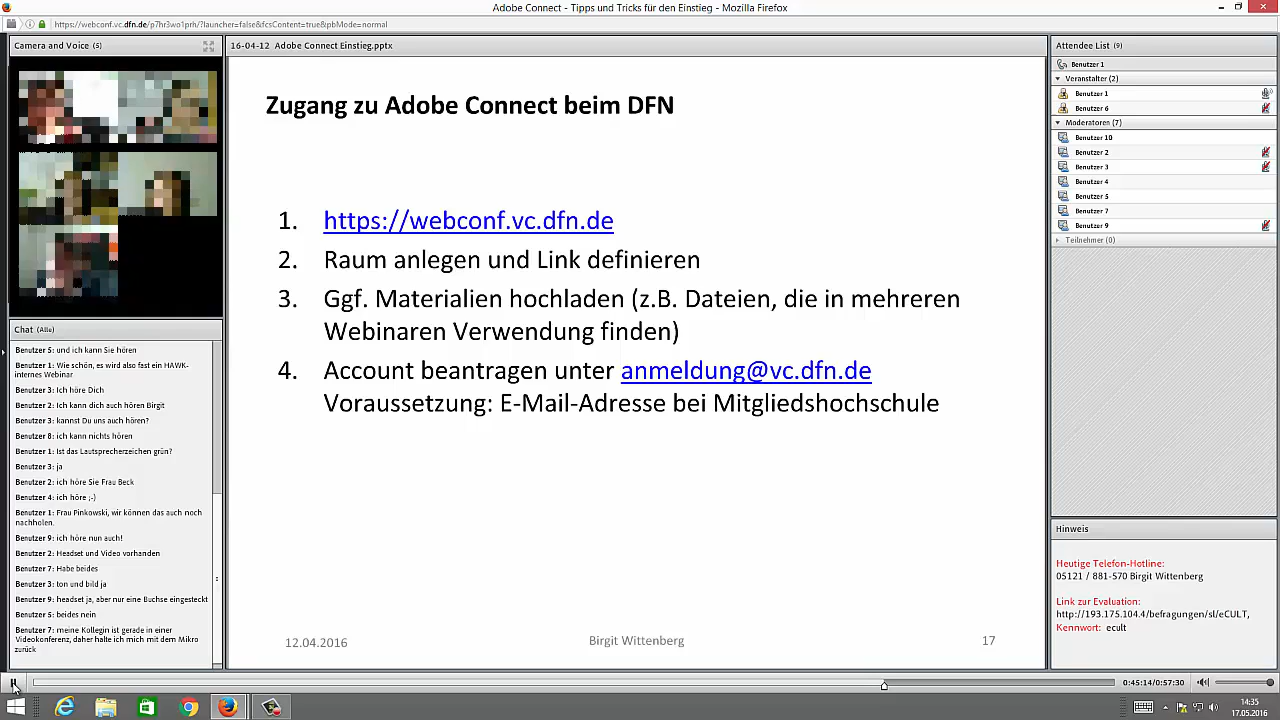 Adobe Connect - Tipps und Tricks für den Einstieg - Mozilla Firefox
https://webconf.vc.dfn.de/p7hr3wo1prh/?launcher=false&fcsContent=true&pbMode=normal
Camera and Voice (5)
Chat (Alle)
Benutzer 5: und ich kann Sie hören
Benutzer 1: Wie schön, es wird also fast ein HAWK-
internes Webinar
Benutzer 3: Ich höre Dich
Benutzer 2: Ich kann dich auch hören Birgit
Benutzer 3: kannst Du uns auch hören?
Benutzer 8: ich kann nichts hören
Benutzer 1: Ist das Lautsprecherzeichen grün?
Benutzer 3: ja
Benutzer 2: ich höre Sie Frau Beck
Benutzer 4: ich höre ;-)
Benutzer 1: Frau Pinkowski, wir können das auch noch
nachholen.
Benutzer 9: ich höre nun auch!
Benutzer 2: Headset und Video vorhanden
Benutzer 7: Habe beides
Benutzer 3: ton und bild ja
Benutzer 9: headset ja, aber nur eine Buchse eingesteckt
Benutzer 5: beides nein
Benutzer 7: meine Kollegin ist gerade in einer
Videokonferenz, daher halte ich mich mit dem Mikro
zurück
16-04-12 Adobe Connect Einstieg.pptx
Zugang zu Adobe Connect beim DFN
1. https://webconf.vc.dfn.de
2. Raum anlegen und Link definieren
3. Ggf. Materialien hochladen (z.B. Dateien, die in mehreren
Webinaren Verwendung finden)
4. Account beantragen unter anmeldung@vc.dfn.de
Voraussetzung: E-Mail-Adresse bei Mitgliedshochschule
12.04.2016
Birgit Wittenberg
17
Attendee List (9)
Benutzer 1
Veranstalter (2)
Benutzer 1
Benutzer 6
Moderatoren (7)
Benutzer 10
Benutzer 2
Benutzer 3
Benutzer 4
Benutzer 5
Benutzer 7
Benutzer 9
Teilnehmer (0)
Hinweis
Heutige Telefon-Hotline:
05121 / 881-570 Birgit Wittenberg
Link zur Evaluation:
http://193.175.104.4/befragungen/sl/eCULT,
Kennwort: ecult
0:45:14/0:57:30
14:35
17.05.2016